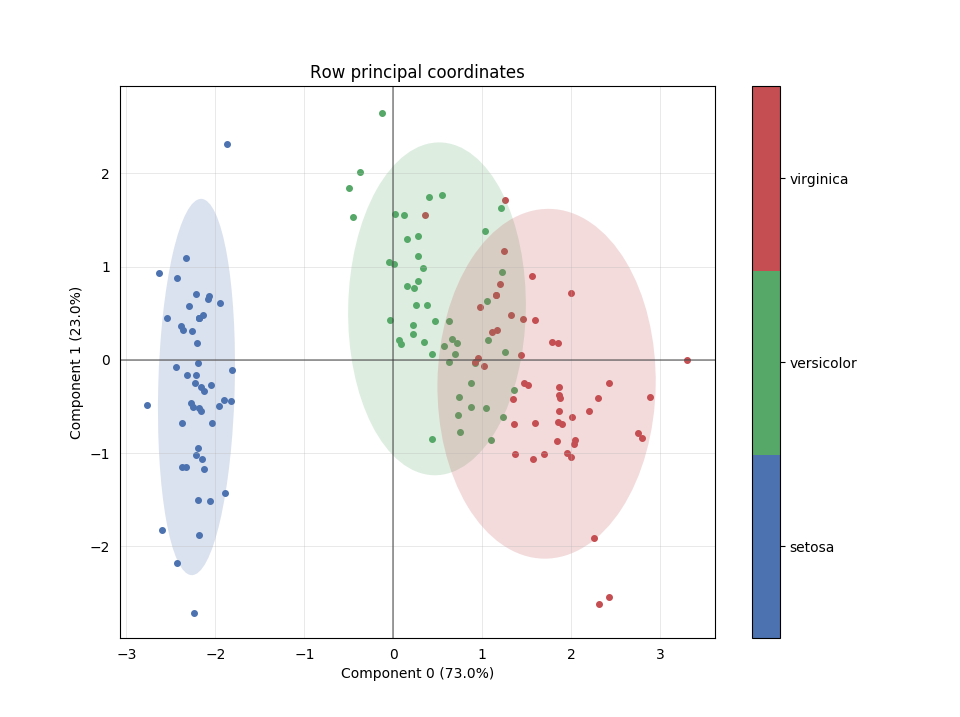 Row principal coordinates
Component 1 (23.0%)
2
1
0
−1
−2
−3
−2
−1
0
1
2
3
Component 0 (73.0%)
virginica
versicolor
setosa